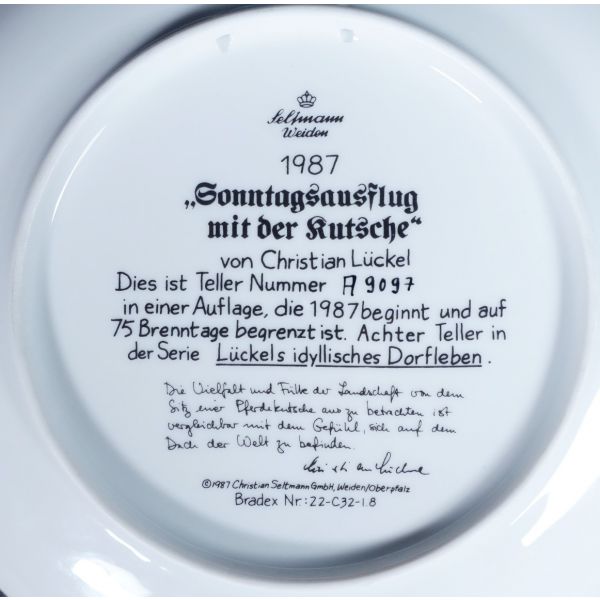 Seltmann
Weiden
1987
„Sonntagsausflug
mit der Kutsche“
von Christian Lückel
Dies ist Teller Nummer A 9097
in einer Auflage, die 1987 beginnt und auf
75 Brenntage begrenzt ist. Achter Teller in
der Serie Lückels idyllisches Dorfleben.
Die Vielfalt und Fülle der Landschaft von dem
Sitz einer Pferdekutsche aus zu betrachten ist
vergleichbar mit dem Gefühl, sich auf dem
Dach der Welt zu befinden.
Christian Lückel
©1987 Christian Seltmann GmbH, Weiden/Oberpfalz
Bradex Nr.: 22-C32-1.8